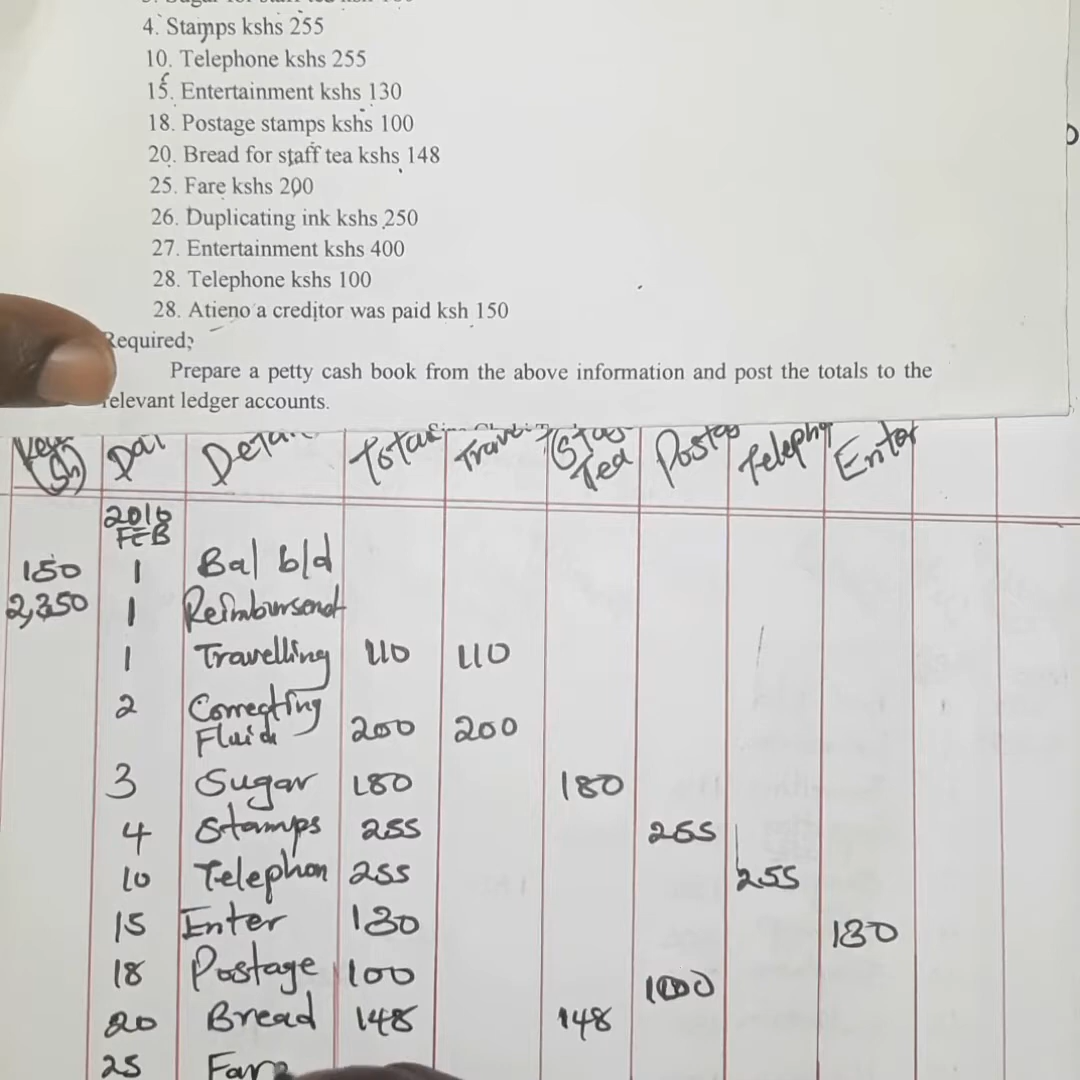 4. Stamps kshs 255
10. Telephone kshs 255
15. Entertainment kshs 130
18. Postage stamps kshs 100
20. Bread for staff tea kshs 148
25. Fare kshs 200
26. Duplicating ink kshs 250
27. Entertainment kshs 400
28. Telephone kshs 100
28. Atieno a creditor was paid ksh 150
Required;
Prepare a petty cash book from the above information and post the totals to the
relevant ledger accounts.
(sh) Tea Enter
2016
FEB
150 1 Bal b/d
2,350 1
1 Travelling 110 110
2 Correcting
Fluid 200 200
3 Sugar 180 180
4 Stamps 255 255
10 Telephon 255 255
15 Enter 130 130
18 Postage 100 100
20 Bread 148 148
25 Fare